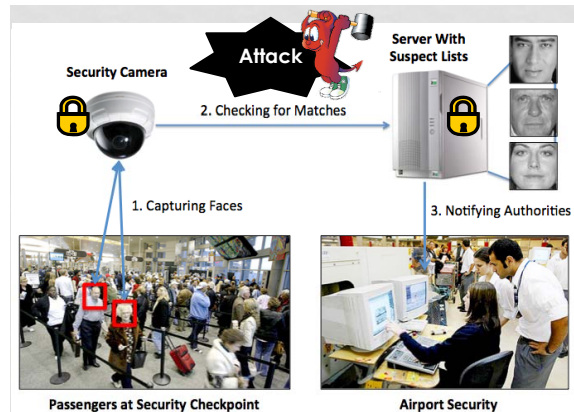 Attack
Security Camera
Server With
Suspect Lists
2. Checking for Matches
1. Capturing Faces
3. Notifying Authorities
Passengers at Security Checkpoint
Airport Security